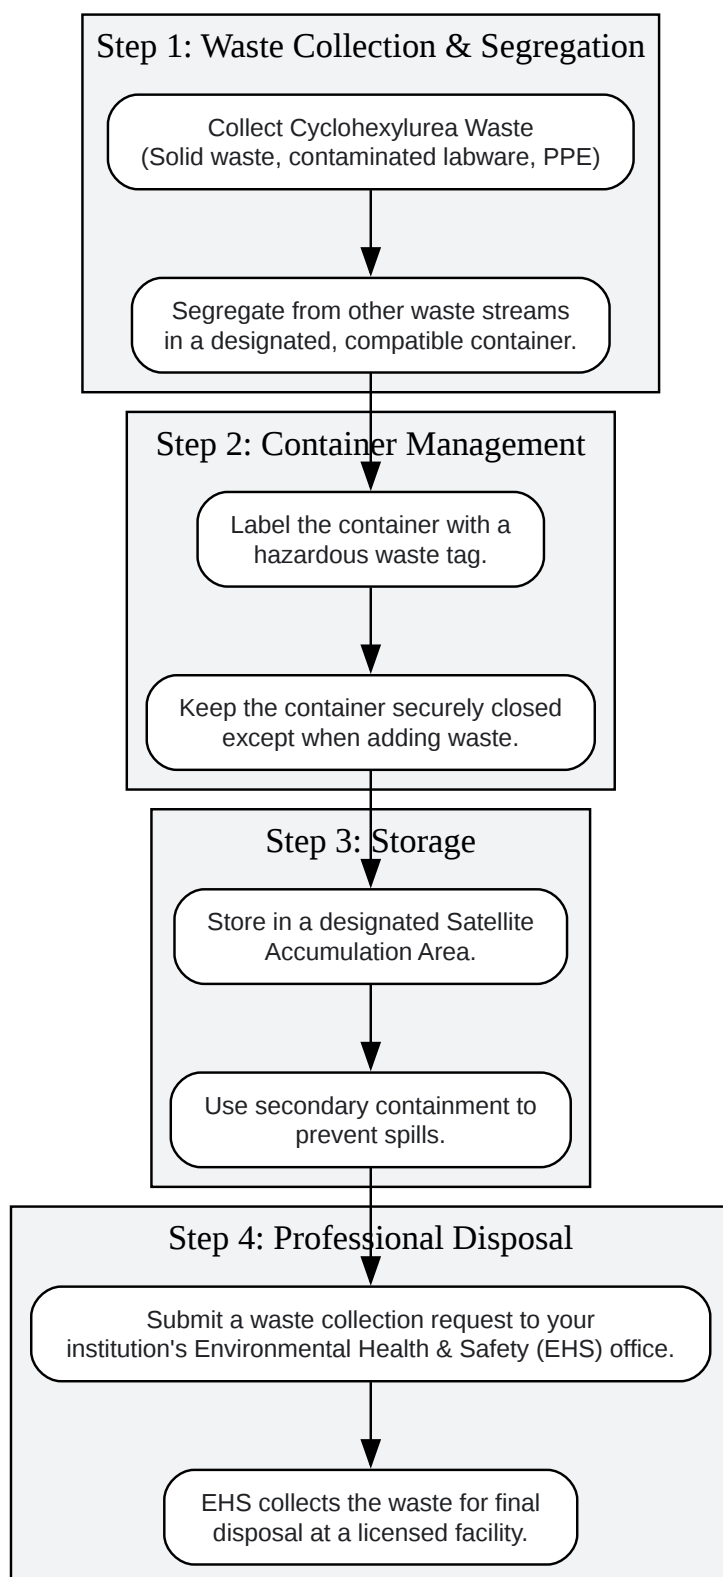 Step 1: Waste Collection & Segregation
Collect Cyclohexylurea Waste
(Solid waste, contaminated labware, PPE)
Segregate from other waste streams
in a designated, compatible container.
Step 2: Container Management
Label the container with a
hazardous waste tag.
Keep the container securely closed
except when adding waste.
Step 3: Storage
Store in a designated Satellite
Accumulation Area.
Use secondary containment to
prevent spills.
Step 4: Professional Disposal
Submit a waste collection request to your
institution's Environmental Health & Safety (EHS) office.
EHS collects the waste for final
disposal at a licensed facility.